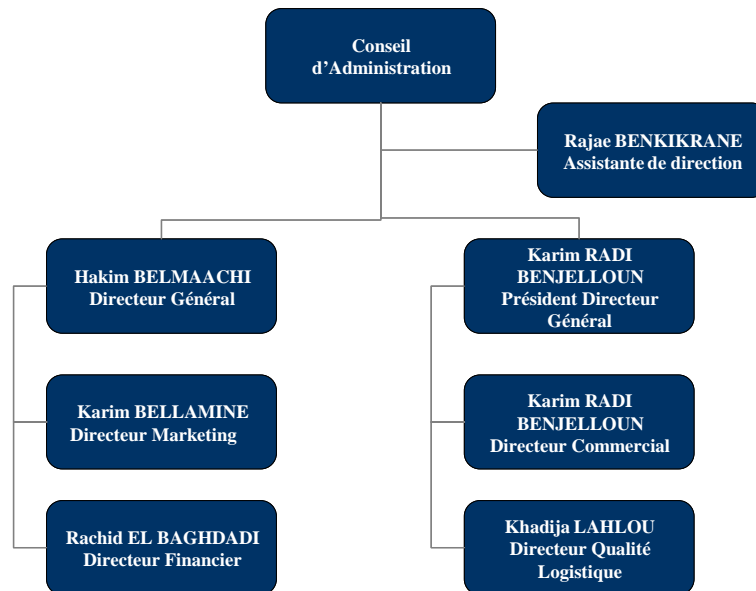 Conseil
d’Administration
Rajae BENKIKRANE
Assistante de direction
Hakim BELMAACHI
Directeur Général
Karim RADI
BENJELLOUN
Président Directeur
Général
Karim BELLAMINE
Directeur Marketing
Karim RADI
BENJELLOUN
Directeur Commercial
Rachid EL BAGHDADI
Directeur Financier
Khadija LAHLOU
Directeur Qualité
Logistique